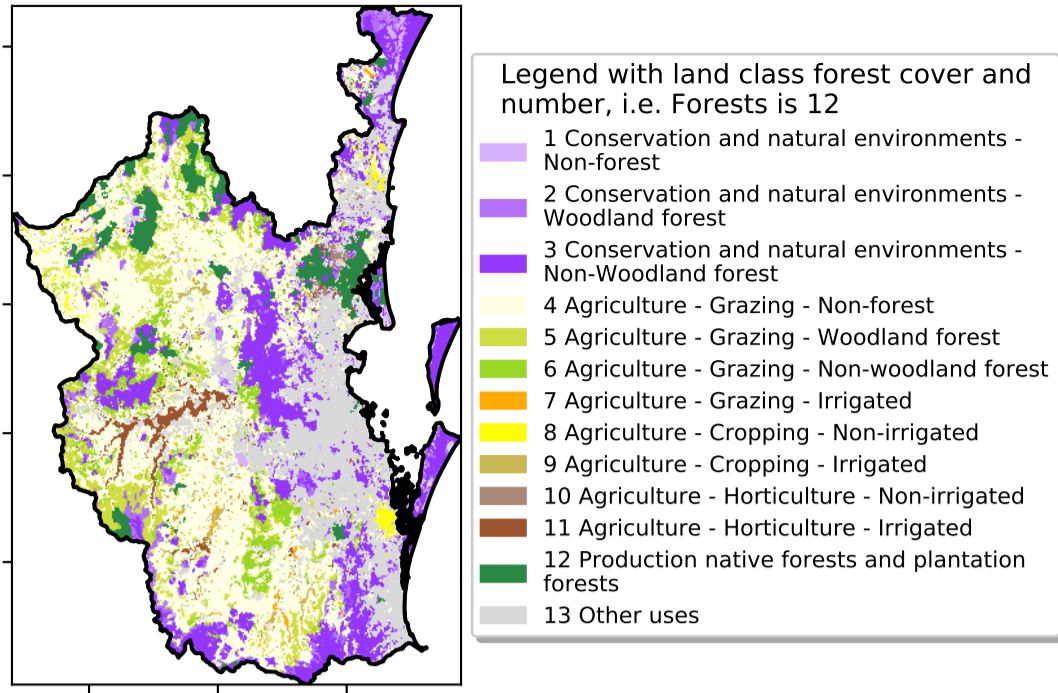 Legend with land class forest cover and
number, i.e. Forests is 12
1 Conservation and natural environments -
Non-forest
2 Conservation and natural environments -
Woodland forest
3 Conservation and natural environments -
Non-Woodland forest
4 Agriculture - Grazing - Non-forest
5 Agriculture - Grazing - Woodland forest
6 Agriculture - Grazing - Non-woodland forest
7 Agriculture - Grazing - Irrigated
8 Agriculture - Cropping - Non-irrigated
9 Agriculture - Cropping - Irrigated
10 Agriculture - Horticulture - Non-irrigated
11 Agriculture - Horticulture - Irrigated
12 Production native forests and plantation
forests
13 Other uses